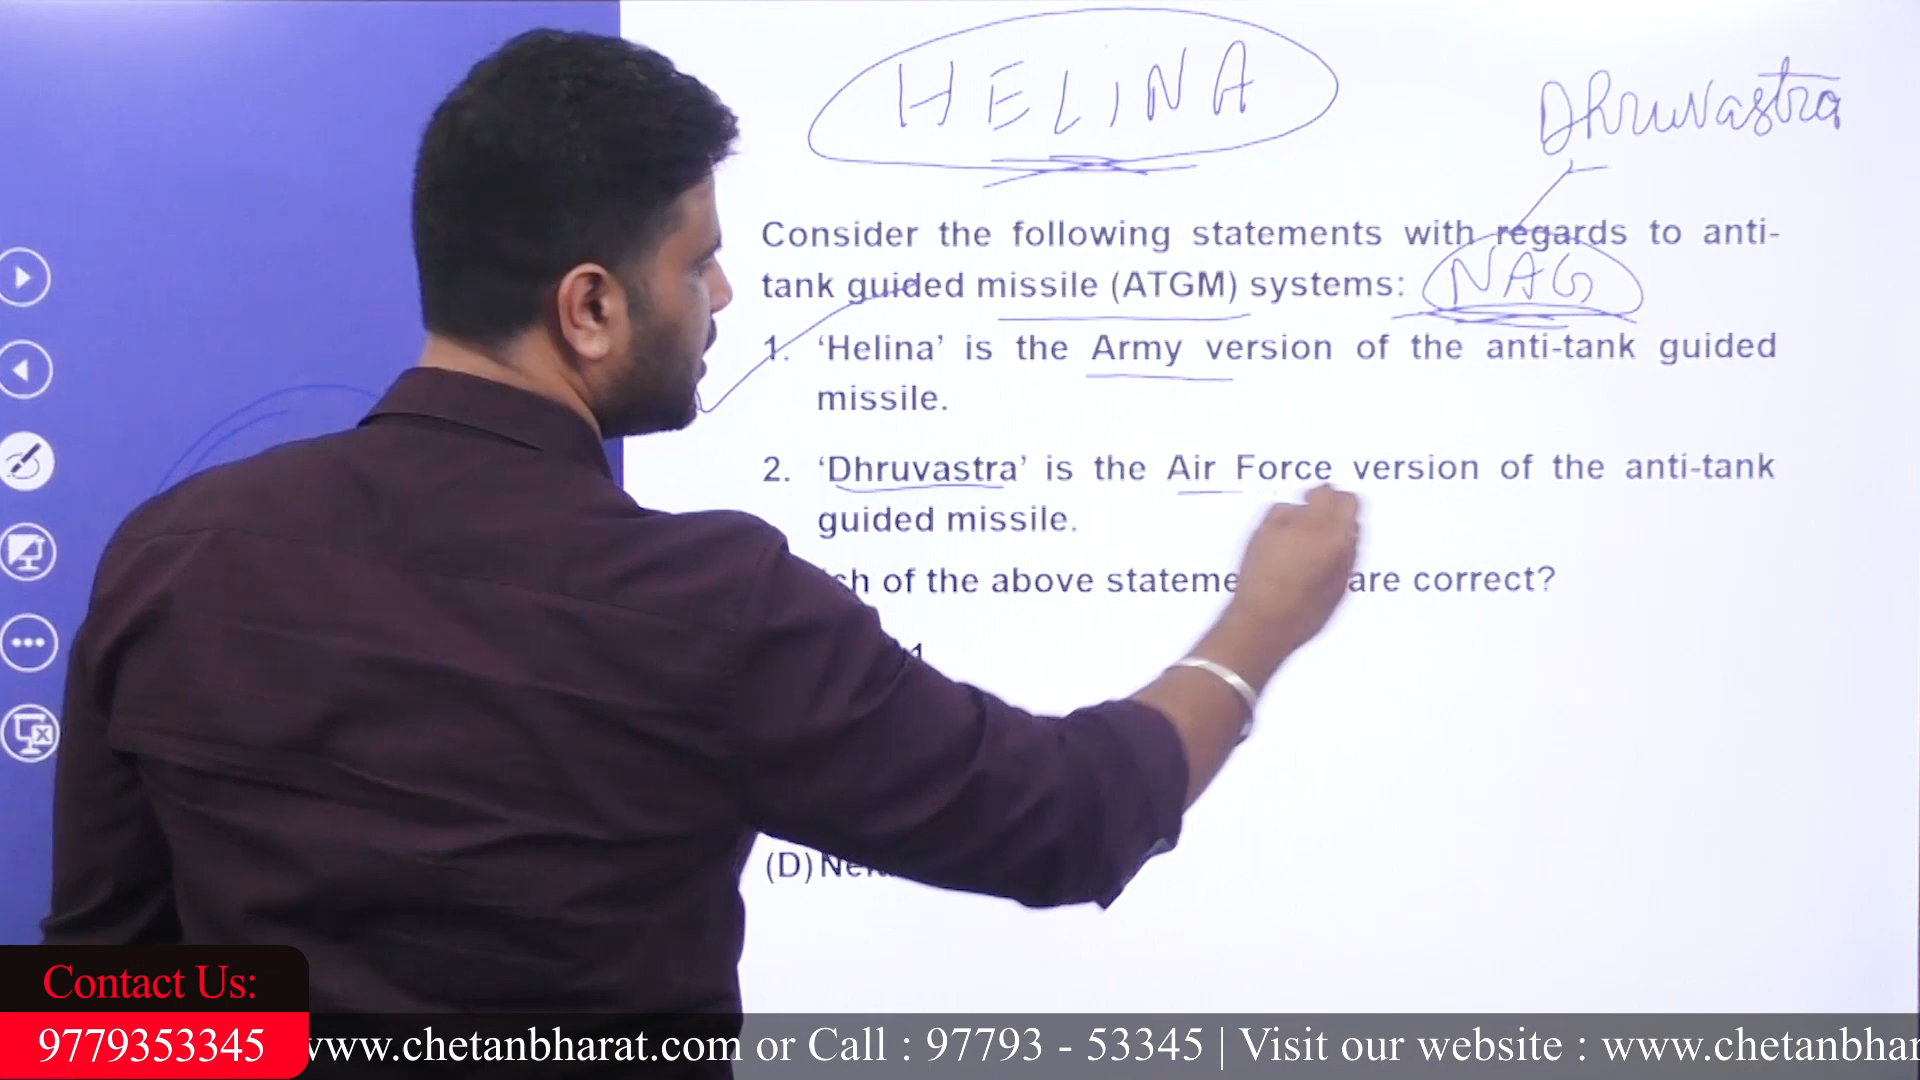 HELINA
Dhruvastra
Consider the following statements with regards to anti-
tank guided missile (ATGM) systems: NAG
1. ‘Helina’ is the Army version of the anti-tank guided
missile.
2. ‘Dhruvastra’ is the Air Force version of the anti-tank
guided missile.
of the above are correct?
(D)
Contact Us:
9779353345
www.chetanbharat.com or Call : 97793 - 53345 | Visit our website :